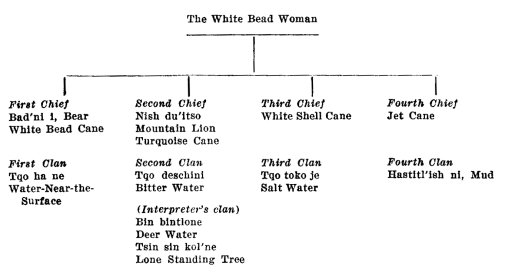 The White Bead Woman
First Chief
Bad'ni i, Bear
White Bead Cane
Second Chief
Nish du'itso
Mountain Lion
Turquoise Cane
Third Chief
White Shell Cane
Fourth Chief
Jet Cane
First Clan
Tqo ha ne
Water-Near-the-
Surface
Second Clan
Tqo deschini
Bitter Water
Third Clan
Tqo toko je
Salt Water
Fourth Clan
Hastitl'ish ni, Mud
(Interpreter's clan)
Bin bintlone
Deer Water
Tsin sin kol'ne
Lone Standing Tree